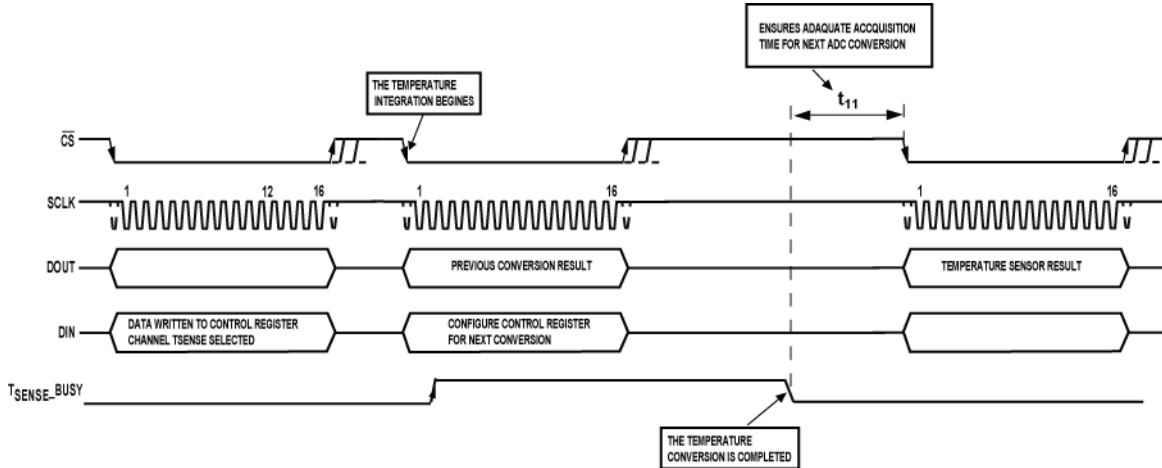 ENSURES ADAQUATE ACCQUISITION
TIME FOR NEXT ADC CONVERSION
t11
THE TEMPERATURE
INTEGRATION BEGINES
CS
SCLK
1
12
16
1
16
1
16
DOUT
PREVIOUS CONVERSION RESULT
TEMPERATURE SENSOR RESULT
DIN
DATA WRITTEN TO CONTROL REGISTER
CHANNEL TSENSE SELECTED
CONFIGURE CONTROL REGISTER
FOR NEXT CONVERSION
TSENSE_BUSY
THE TEMPERATURE
CONVERSION IS COMPLETED